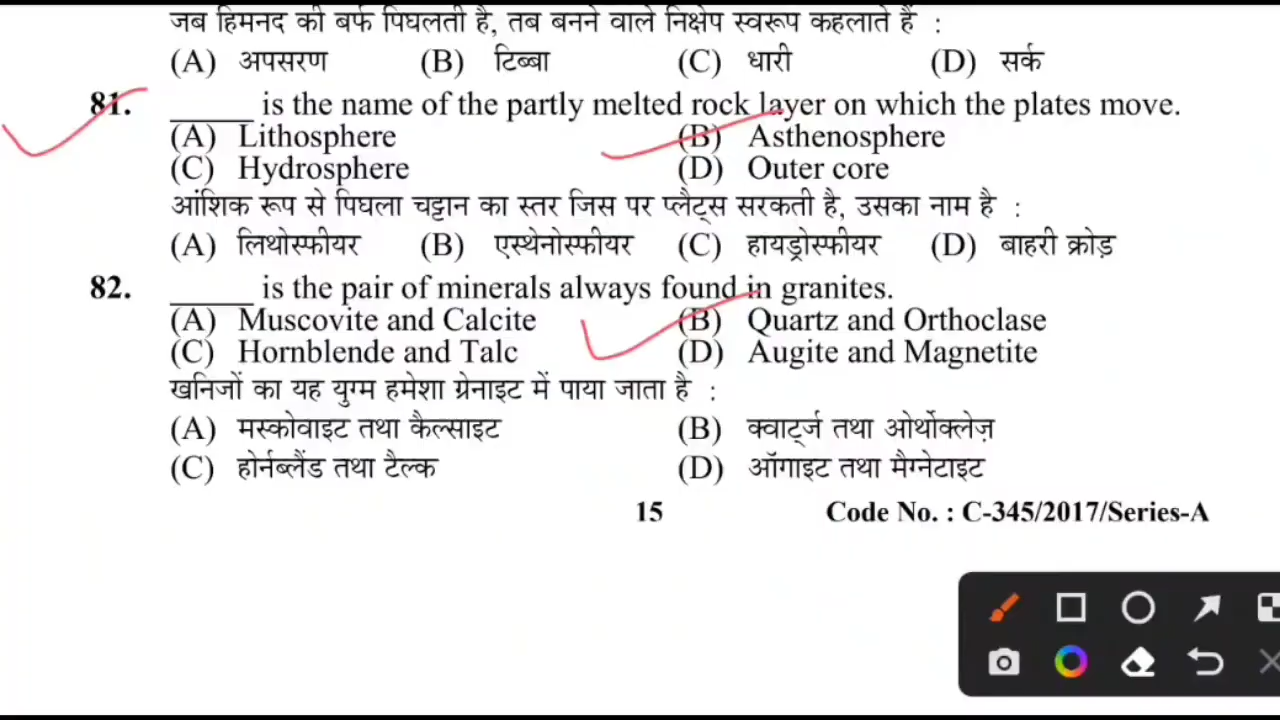 जब हिमनद की बर्फ पिघलती है, तब बनने वाले निक्षेप स्वरूप कहलाते हैं :
(A) अपसरण (B) टिब्बा (C) धारी (D) सर्क
81. _____ is the name of the partly melted rock layer on which the plates move.
(A) Lithosphere (B) Asthenosphere
(C) Hydrosphere (D) Outer core
आंशिक रूप से पिघला चट्टान का स्तर जिस पर प्लैट्स सरकती है, उसका नाम है :
(A) लिथोस्फीयर (B) एस्थेनोस्फीयर (C) हायड्रोस्फीयर (D) बाहरी क्रोड़
82. _____ is the pair of minerals always found in granites.
(A) Muscovite and Calcite (B) Quartz and Orthoclase
(C) Hornblende and Talc (D) Augite and Magnetite
खनिजों का यह युग्म हमेशा ग्रेनाइट में पाया जाता है :
(A) मस्कोवाइट तथा कैल्साइट (B) क्वार्ट्ज तथा ओर्थोक्लेज़
(C) होर्नब्लैंड तथा टैल्क (D) ऑगाइट तथा मैग्नेटाइट
15 Code No. : C-345/2017/Series-A